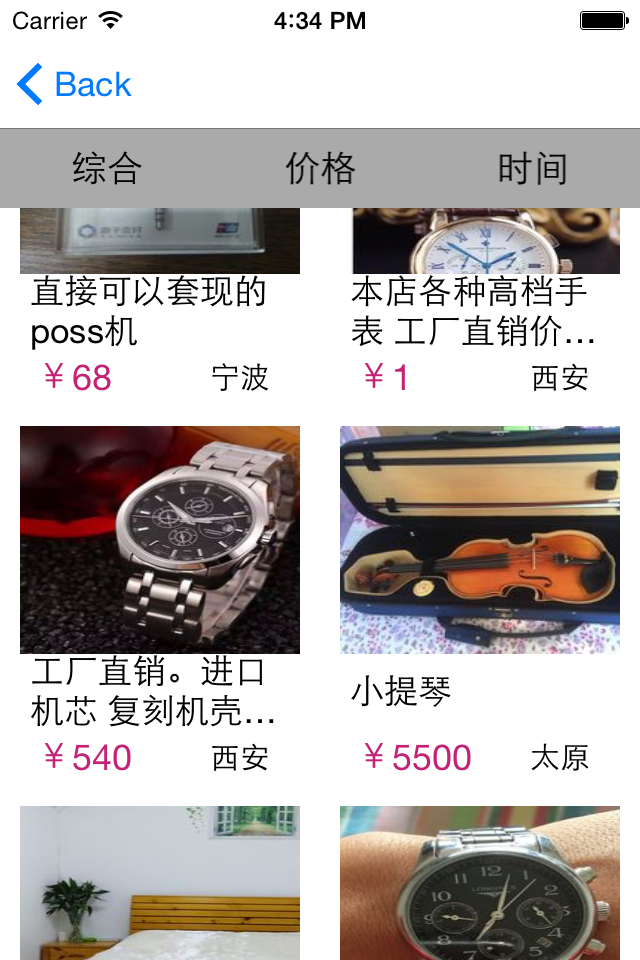 Carrier 4:34 PM
Back
综合 价格 时间
直接可以套现的
poss机
¥68 宁波
本店各种高档手
表 工厂直销价…
¥1 西安
工厂直销。进口
机芯 复刻机壳…
¥540 西安
小提琴
¥5500 太原
LONGINES